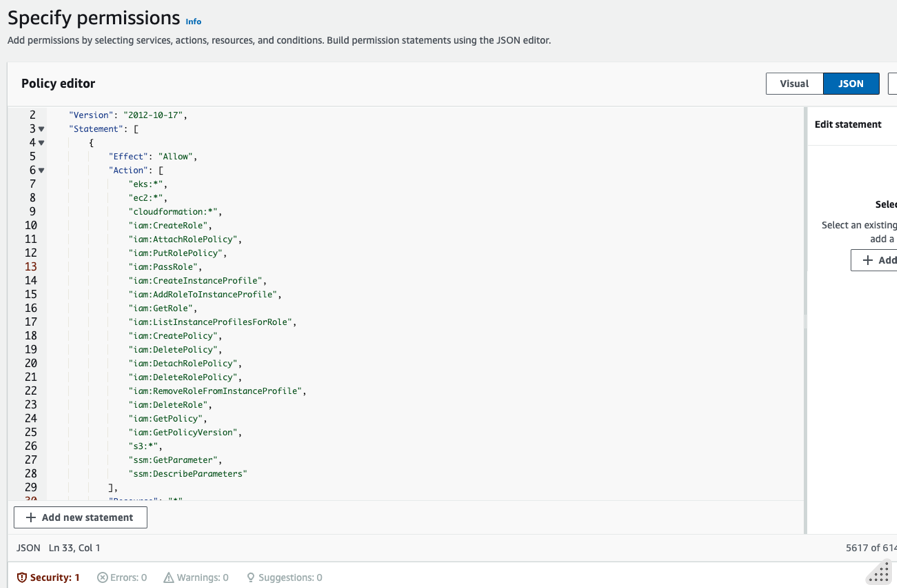 Specify permissions Info
Add permissions by selecting services, actions, resources, and conditions. Build permission statements using the JSON editor.
Policy editor
Visual
JSON
2 "Version": "2012-10-17",
3 "Statement": [
4 {
5 "Effect": "Allow",
6 "Action": [
7 "eks:*",
8 "ec2:*",
9 "cloudformation:*",
10 "iam:CreateRole",
11 "iam:AttachRolePolicy",
12 "iam:PutRolePolicy",
13 "iam:PassRole",
14 "iam:CreateInstanceProfile",
15 "iam:AddRoleToInstanceProfile",
16 "iam:GetRole",
17 "iam:ListInstanceProfilesForRole",
18 "iam:CreatePolicy",
19 "iam:DeletePolicy",
20 "iam:DetachRolePolicy",
21 "iam:DeleteRolePolicy",
22 "iam:RemoveRoleFromInstanceProfile",
23 "iam:DeleteRole",
24 "iam:GetPolicy",
25 "iam:GetPolicyVersion",
26 "s3:*",
27 "ssm:GetParameter",
28 "ssm:DescribeParameters"
29 ],
30 "Resource": "*"
+ Add new statement
Edit statement
Selec
Select an existing
add a
+ Add
JSON Ln 33, Col 1
5617 of 614
Security: 1 Errors: 0 Warnings: 0 Suggestions: 0